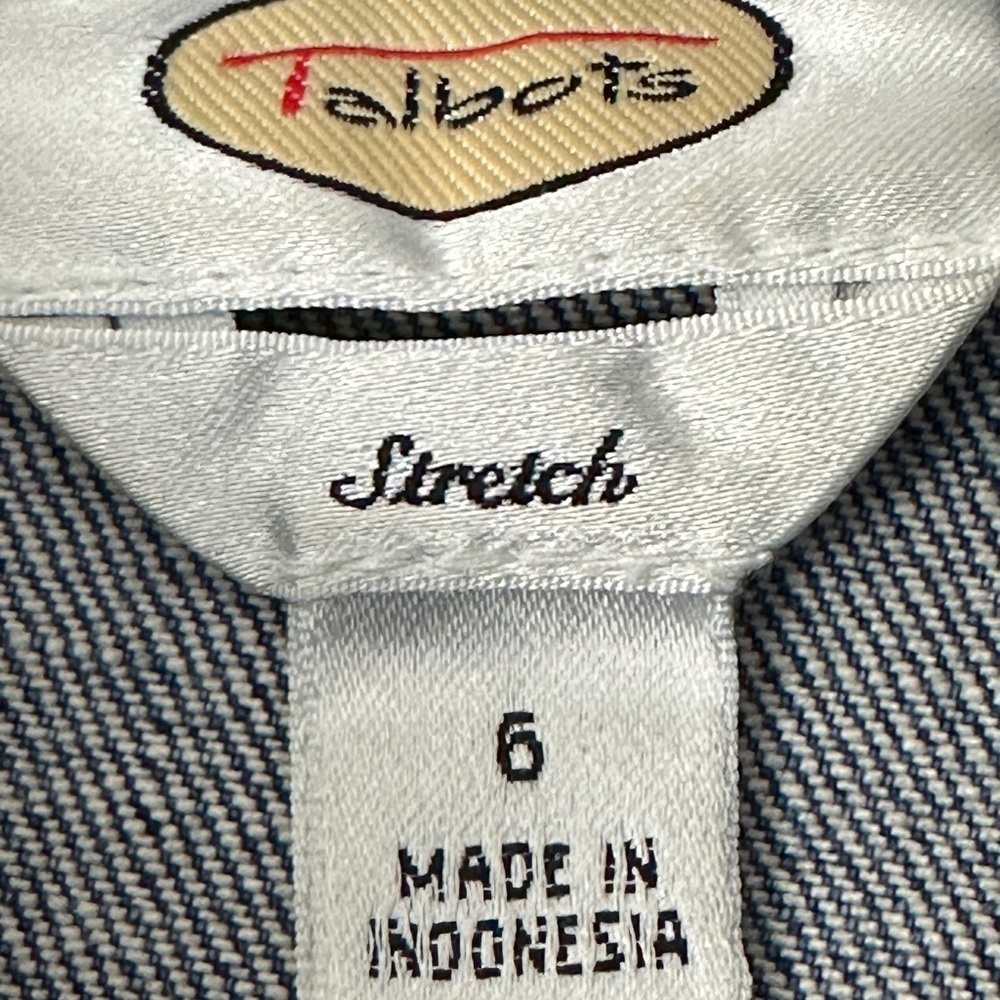 Talbots
Stretch
6
MADE IN
INDONESIA